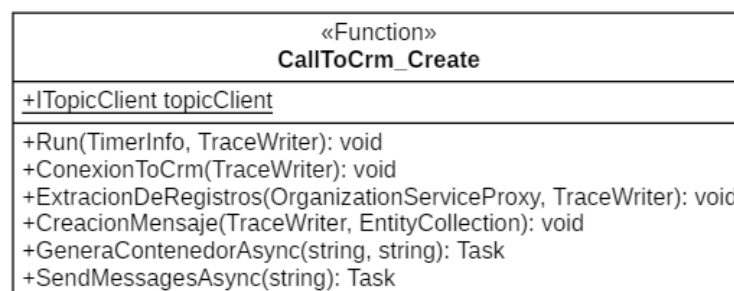 «Function»
CallToCrm_Create
+ITopicClient topicClient
+Run(TimerInfo, TraceWriter): void
+ConexionToCrm(TraceWriter): void
+ExtracionDeRegistros(OrganizationServiceProxy, TraceWriter): void
+CreacionMensaje(TraceWriter, EntityCollection): void
+GeneraContenedorAsync(string, string): Task
+SendMessagesAsync(string): Task